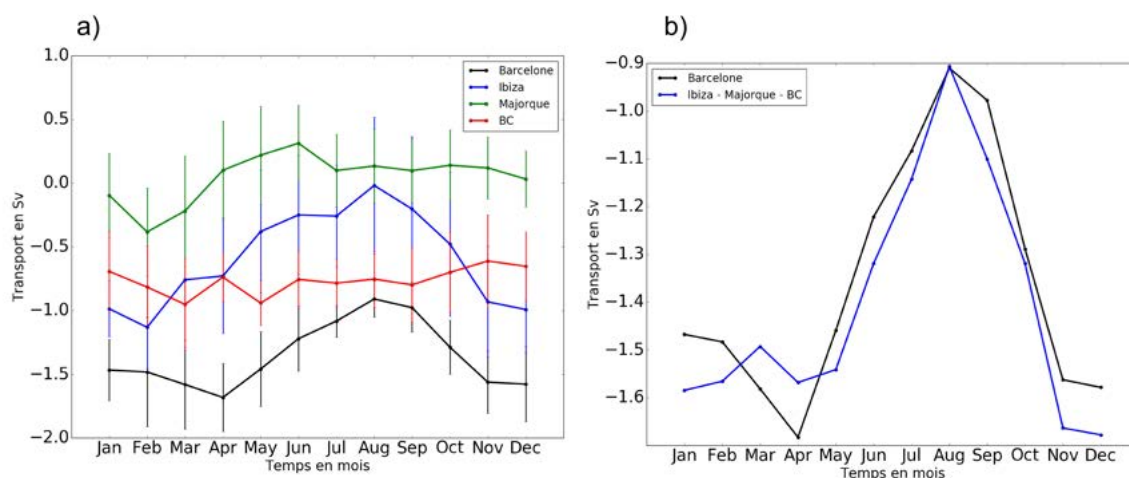 a)
1.0
0.5
0.0
−0.5
−1.0
−1.5
−2.0
Transport en Sv
Barcelone
Ibiza
Majorque
BC
Jan Feb Mar Apr May Jun Jul Aug Sep Oct Nov Dec
Temps en mois
b)
−0.9
−1.0
−1.1
−1.2
−1.3
−1.4
−1.5
−1.6
Transport en Sv
Barcelone
Ibiza - Majorque - BC
Jan Feb Mar Apr May Jun Jul Aug Sep Oct Nov Dec
Temps en mois